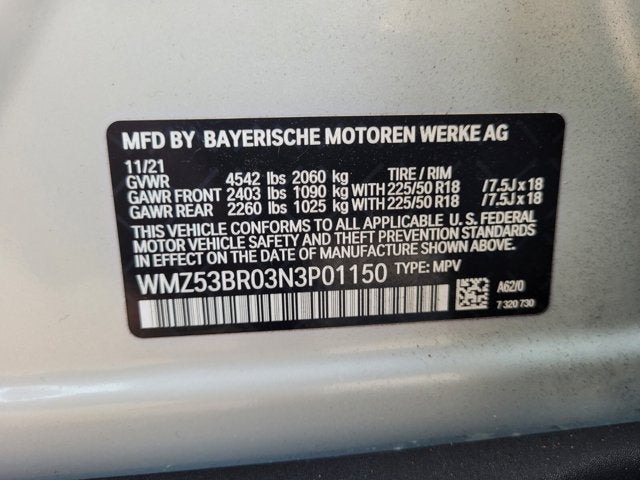 MFD BY BAYERISCHE MOTOREN WERKE AG
11/21
GVWR 4542 lbs 2060 kg TIRE / RIM
GAWR FRONT 2403 lbs 1090 kg WITH 225/50 R18 /7.5J x 18
GAWR REAR 2260 lbs 1025 kg WITH 225/50 R18 /7.5J x 18
THIS VEHICLE CONFORMS TO ALL APPLICABLE U. S. FEDERAL
MOTOR VEHICLE SAFETY AND THEFT PREVENTION STANDARDS
IN EFFECT ON THE DATE OF MANUFACTURE SHOWN ABOVE.
WMZ53BR03N3P01150 TYPE: MPV
A62/0
7 320 730